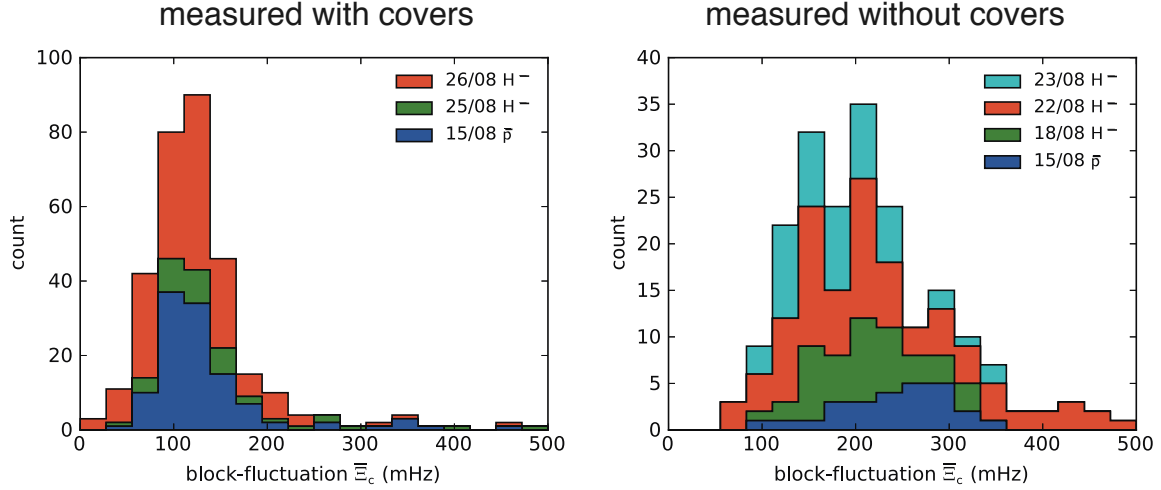 measured with covers
measured without covers
100
80
60
40
20
0
count
26/08 H⁻
25/08 H⁻
15/08 p̄
0 100 200 300 400 500
block-fluctuation Ξ̄c (mHz)
40
35
30
25
20
15
10
5
0
count
23/08 H⁻
22/08 H⁻
18/08 H⁻
15/08 p̄
0 100 200 300 400 500
block-fluctuation Ξ̄c (mHz)